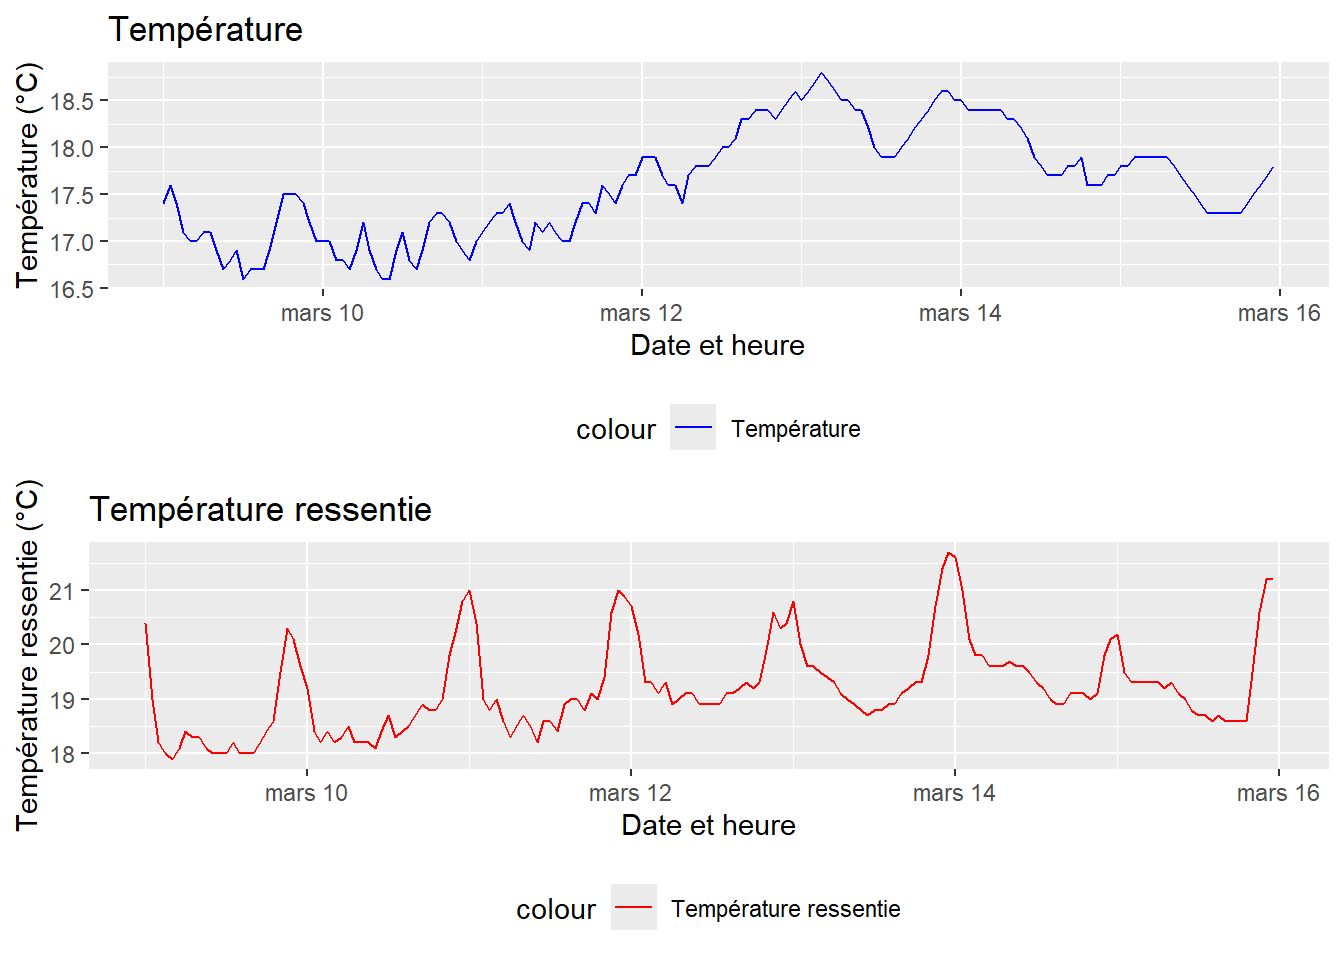 Température
Température (°C)
18.5
18.0
17.5
17.0
16.5
mars 10 mars 12 mars 14 mars 16
Date et heure
colour Température
Température ressentie
Température ressentie (°C)
21
20
19
18
mars 10 mars 12 mars 14 mars 16
Date et heure
colour Température ressentie